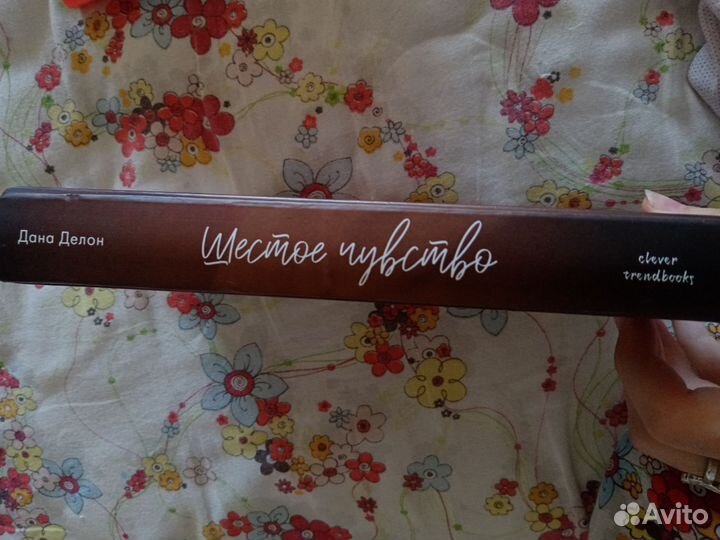 Дана Делон
Шестое чувство
clever
trendbooks
Avito